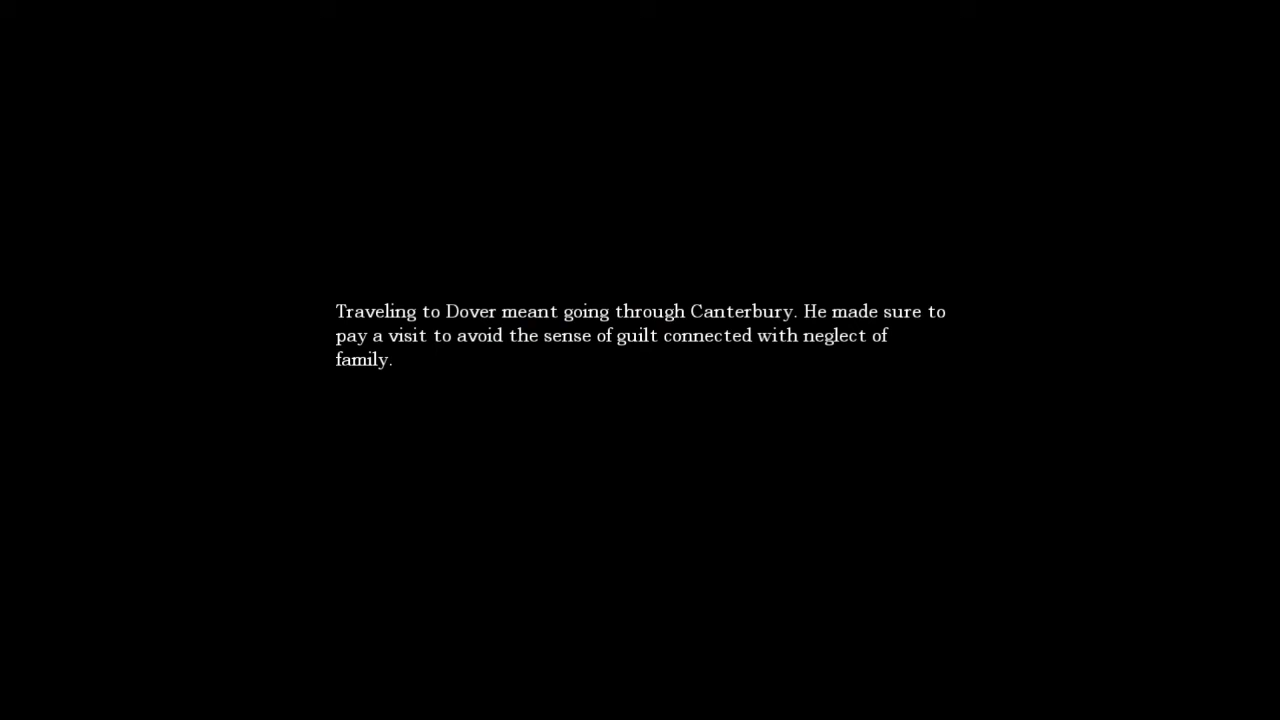 Traveling to Dover meant going through Canterbury. He made sure to
pay a visit to avoid the sense of guilt connected with neglect of
family.